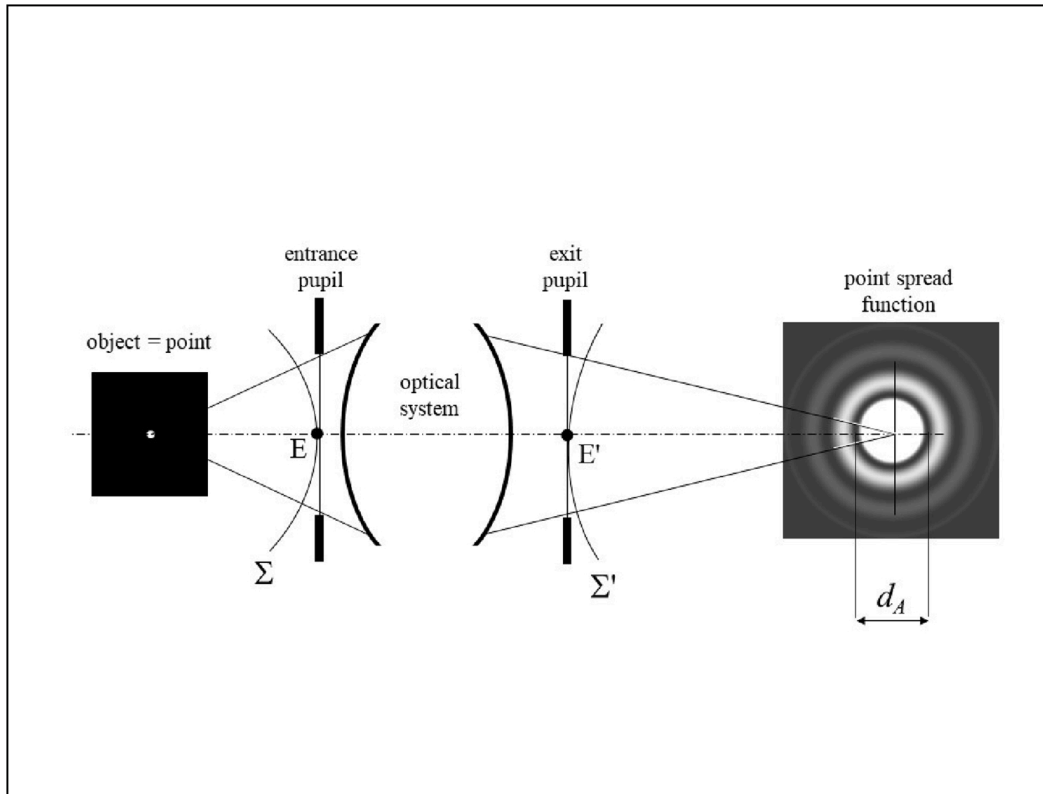 entrance
pupil
exit
pupil
point spread
function
object = point
optical
system
E
E'
Σ
Σ'
d_A